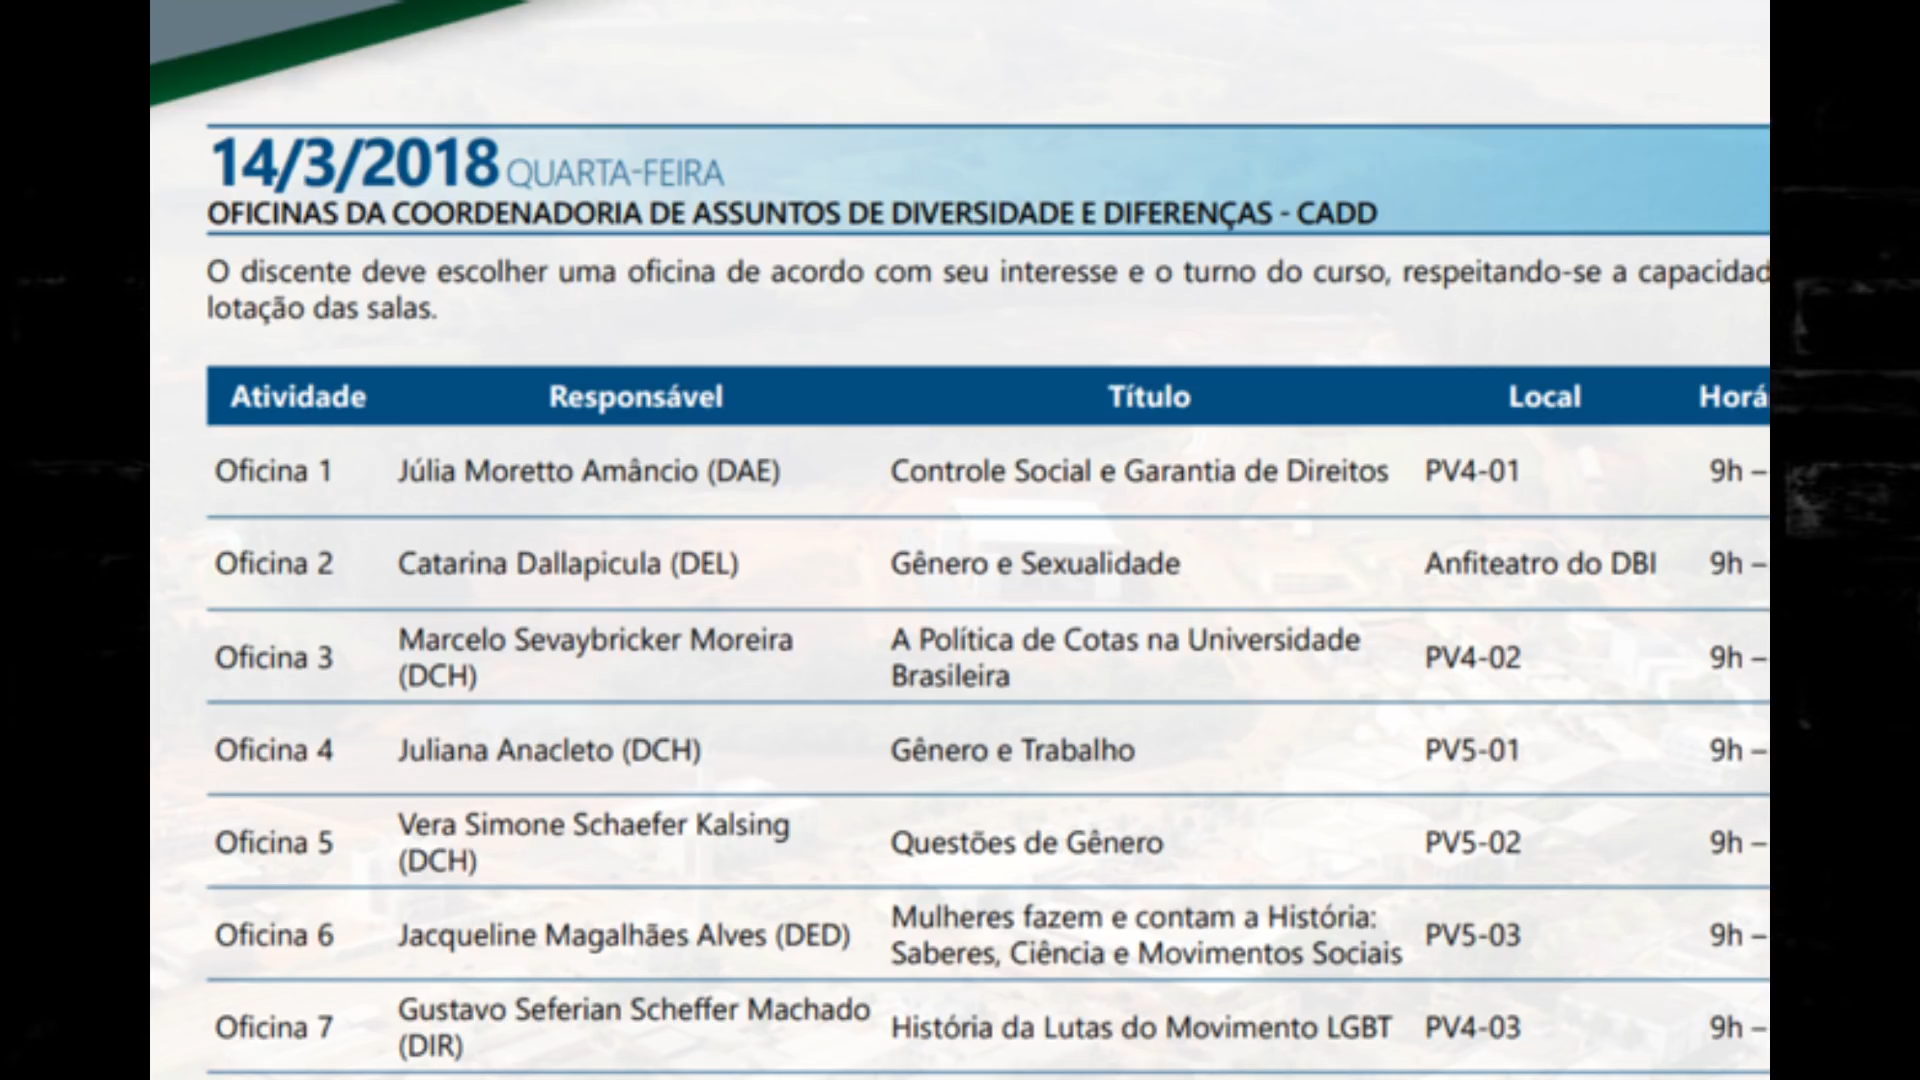 14/3/2018 QUARTA-FEIRA
OFICINAS DA COORDENADORIA DE ASSUNTOS DE DIVERSIDADE E DIFERENÇAS - CADD
O discente deve escolher uma oficina de acordo com seu interesse e o turno do curso, respeitando-se a capacidad
lotação das salas.
Atividade Responsável Título Local Horá
Oficina 1 Júlia Moretto Amâncio (DAE) Controle Social e Garantia de Direitos PV4-01 9h –
Oficina 2 Catarina Dallapicula (DEL) Gênero e Sexualidade Anfiteatro do DBI 9h –
Oficina 3 Marcelo Sevaybricker Moreira
(DCH) A Política de Cotas na Universidade
Brasileira PV4-02 9h –
Oficina 4 Juliana Anacleto (DCH) Gênero e Trabalho PV5-01 9h –
Oficina 5 Vera Simone Schaefer Kalsing
(DCH) Questões de Gênero PV5-02 9h –
Oficina 6 Jacqueline Magalhães Alves (DED) Mulheres fazem e contam a História:
Saberes, Ciência e Movimentos Sociais PV5-03 9h –
Oficina 7 Gustavo Seferian Scheffer Machado
(DIR) História da Lutas do Movimento LGBT PV4-03 9h –